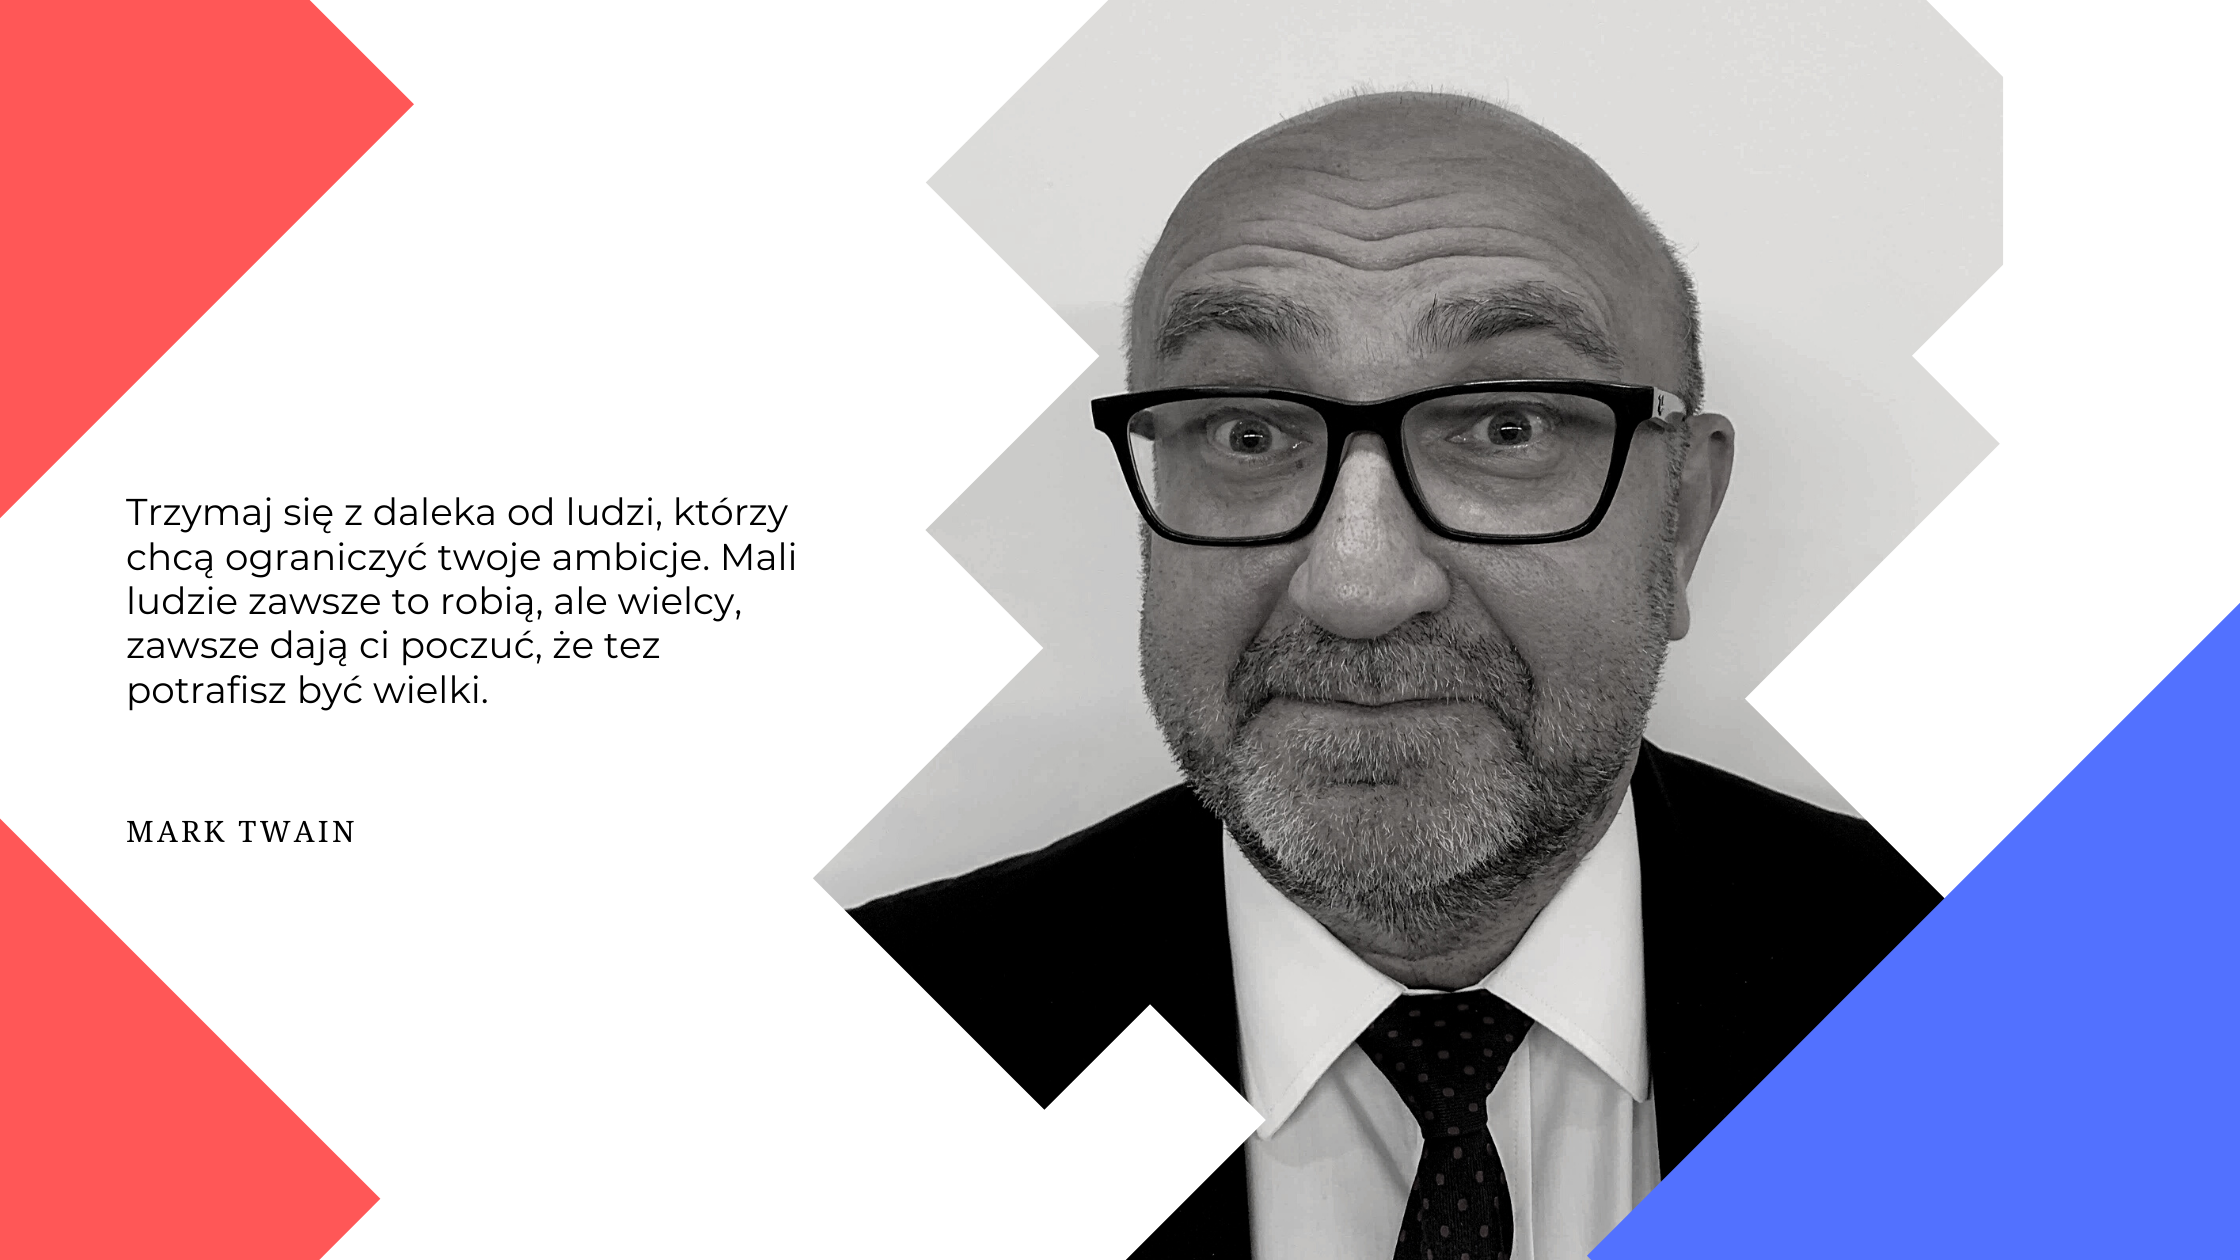 Trzymaj się z daleka od ludzi, którzy
chcą ograniczyć twoje ambicje. Mali
ludzie zawsze to robią, ale wielcy,
zawsze dają ci poczuć, że tez
potrafisz być wielki.
MARK TWAIN